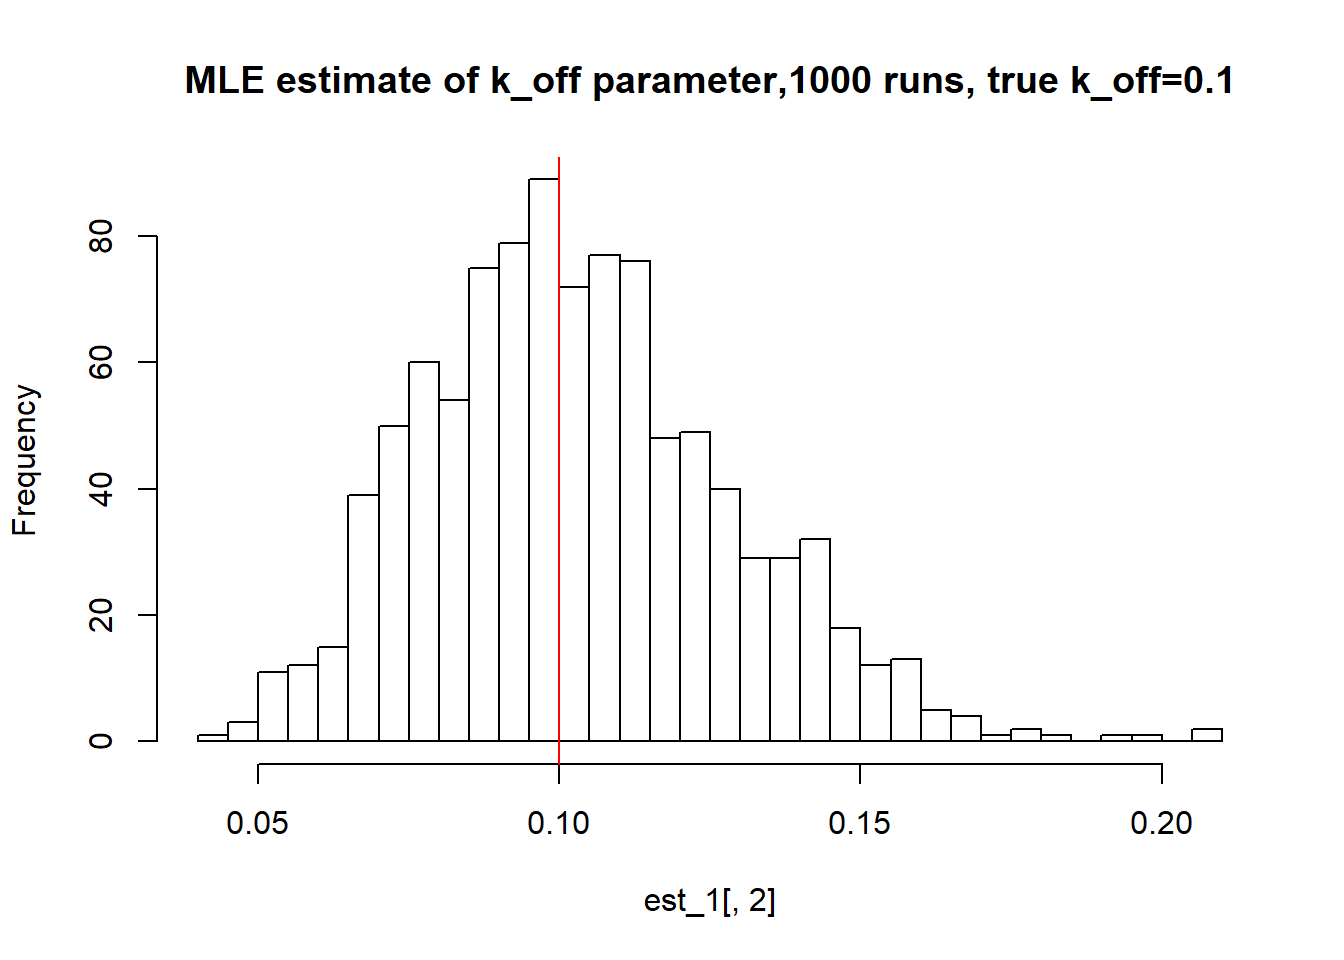 MLE estimate of k_off parameter,1000 runs, true k_off=0.1
Frequency
80
60
40
20
0
0.05 0.10 0.15 0.20
est_1[, 2]